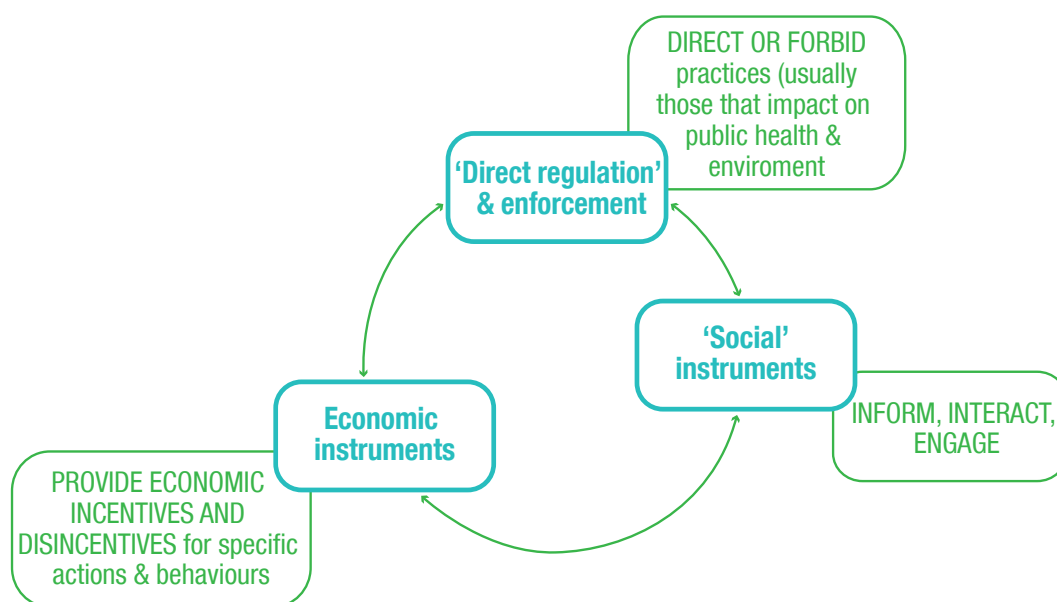 DIRECT OR FORBID
practices (usually
those that impact on
public health &
enviroment
‘Direct regulation’
& enforcement
‘Social’
instruments
INFORM, INTERACT,
ENGAGE
Economic
instruments
PROVIDE ECONOMIC
INCENTIVES AND
DISINCENTIVES for specific
actions & behaviours